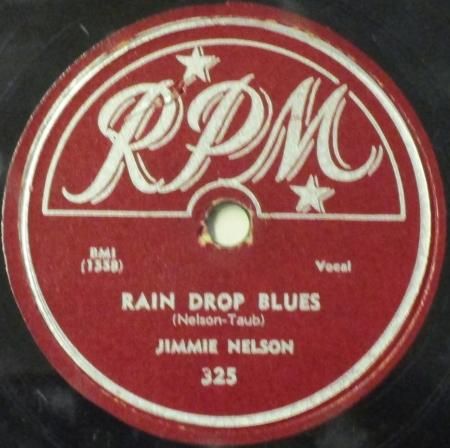 RPM
BMI
(1358) Vocal
RAIN DROP BLUES
(Nelson-Taub)
JIMMIE NELSON
325